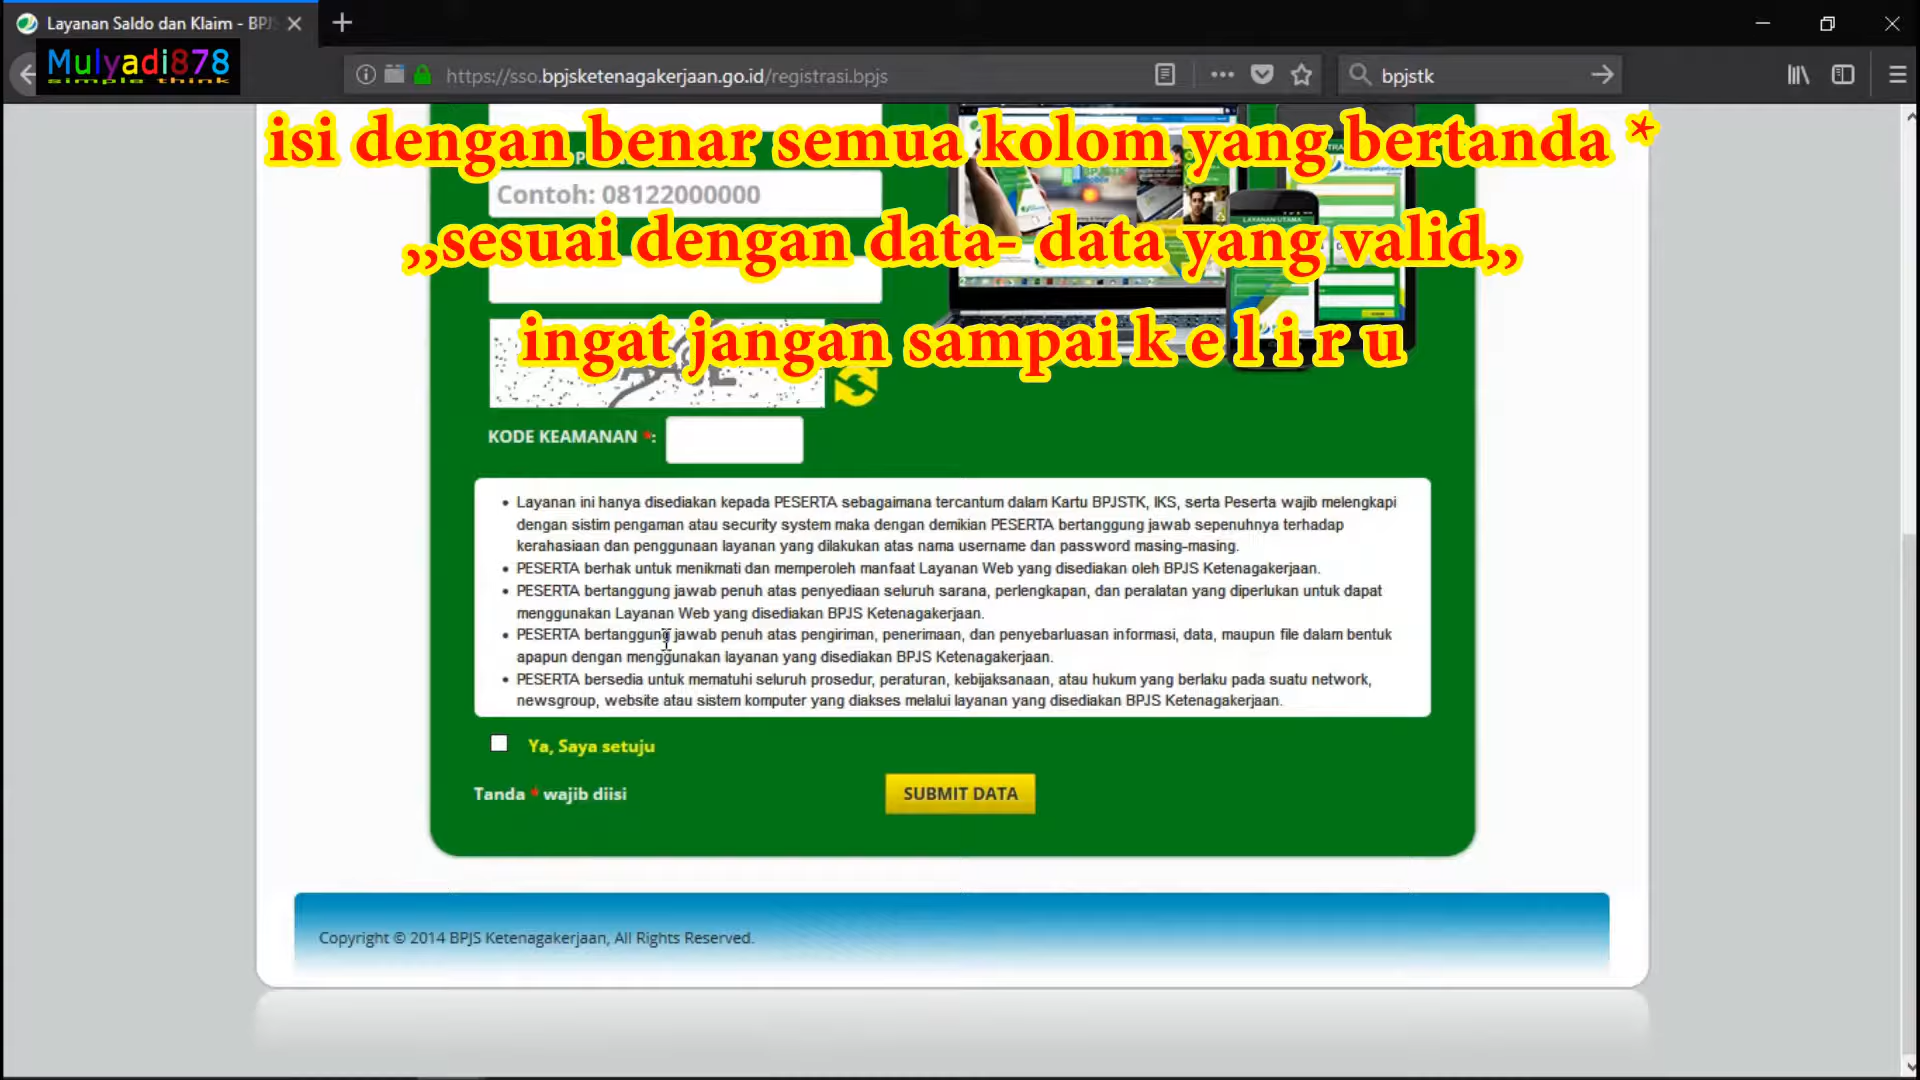 Layanan Saldo dan Klaim - BPJS
Mulyadi878
simple think
https://sso.bpjsketenagakerjaan.go.id/registrasi.bpjs
bpjstk
isi dengan benar semua kolom yang bertanda *
Contoh: 08122000000
,,sesuai dengan data- data yang valid,,
ingat jangan sampai k e l i r u
LAYANAN UTAMA
KODE KEAMANAN *:
• Layanan ini hanya disediakan kepada PESERTA sebagaimana tercantum dalam Kartu BPJSTK, IKS, serta Peserta wajib melengkapi
dengan sistim pengaman atau security system maka dengan demikian PESERTA bertanggung jawab sepenuhnya terhadap
kerahasiaan dan penggunaan layanan yang dilakukan atas nama username dan password masing-masing.
• PESERTA berhak untuk menikmati dan memperoleh manfaat Layanan Web yang disediakan oleh BPJS Ketenagakerjaan.
• PESERTA bertanggung jawab penuh atas penyediaan seluruh sarana, perlengkapan, dan peralatan yang diperlukan untuk dapat
menggunakan Layanan Web yang disediakan BPJS Ketenagakerjaan.
• PESERTA bertanggung jawab penuh atas pengiriman, penerimaan, dan penyebarluasan informasi, data, maupun file dalam bentuk
apapun dengan menggunakan layanan yang disediakan BPJS Ketenagakerjaan.
• PESERTA bersedia untuk mematuhi seluruh prosedur, peraturan, kebijaksanaan, atau hukum yang berlaku pada suatu network,
newsgroup, website atau sistem komputer yang diakses melalui layanan yang disediakan BPJS Ketenagakerjaan.
Ya, Saya setuju
Tanda * wajib diisi
SUBMIT DATA
Copyright © 2014 BPJS Ketenagakerjaan, All Rights Reserved.